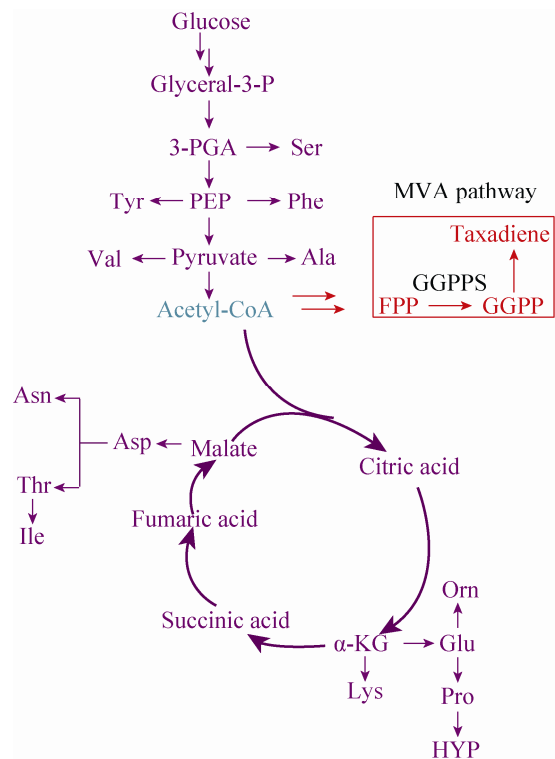 Glucose
Glyceral-3-P
3-PGA Ser
Tyr PEP Phe
MVA pathway
Val Pyruvate Ala
Taxadiene
GGPPS
Acetyl-CoA FPP GGPP
Asn
Asp Malate
Citric acid
Thr
Fumaric acid
Ile
Orn
Succinic acid
α-KG Glu
Lys
Pro
HYP